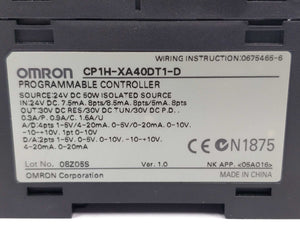 WIRING INSTRUCTION:0675465-6
OMRON CP1H-XA40DT1-D
PROGRAMMABLE CONTROLLER
SOURCE:24V DC 50W ISOLATED SOURCE
IN:24V DC. 7.5mA. 8pts/8.5mA. 8pts/5mA. 8pts
OUT:30V DC RES/30V DC TUN/30V DC P.D..
0.3A/P. 0.9A/C. 1.6A/U
A/D:4pts 1-5V/4-20mA. 0-5V/0-20mA. 0-10V.
-10-+10V. 1pt 0-10V
D/A:2pts 1-5V. 0-5V. 0-10V. -10-+10V.
4-20mA. 0-20mA
CE N1875
Lot No. 08Z05S Ver. 1.0 NK APP. <05A016>
OMRON Corporation MADE IN CHINA